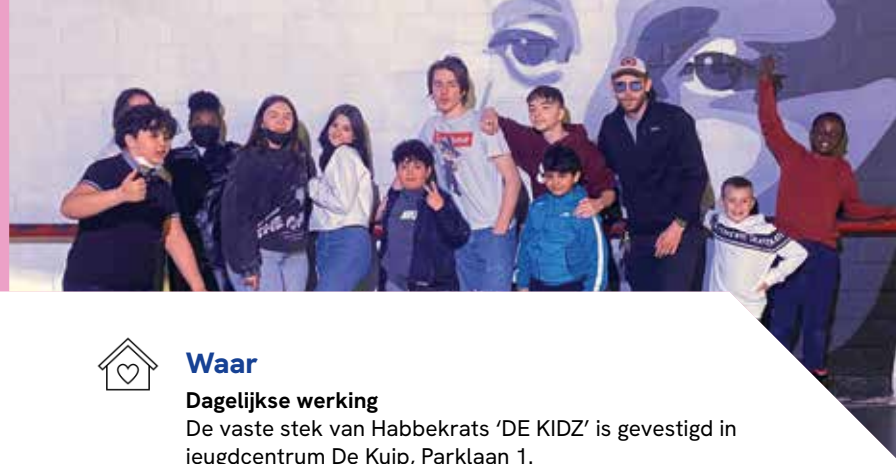 Waar
Dagelijkse werking
De vaste stek van Habbekrats ‘DE KIDZ’ is gevestigd in
jeugdcentrum De Kuip, Parklaan 1.